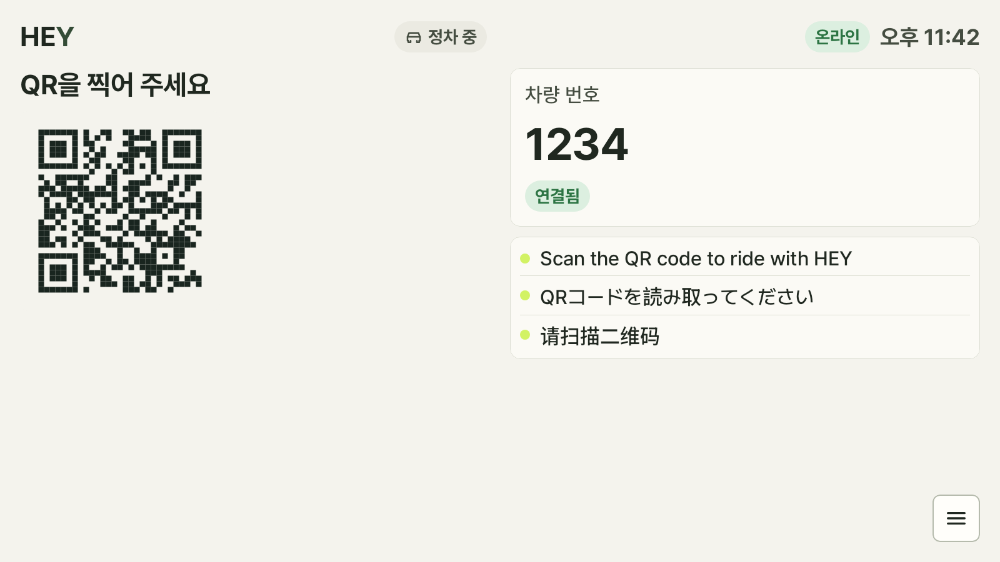 HEY
정차 중
온라인
오후 11:42
QR을 찍어 주세요
차량 번호
1234
연결됨
Scan the QR code to ride with HEY
QRコードを読み取ってください
请扫描二维码